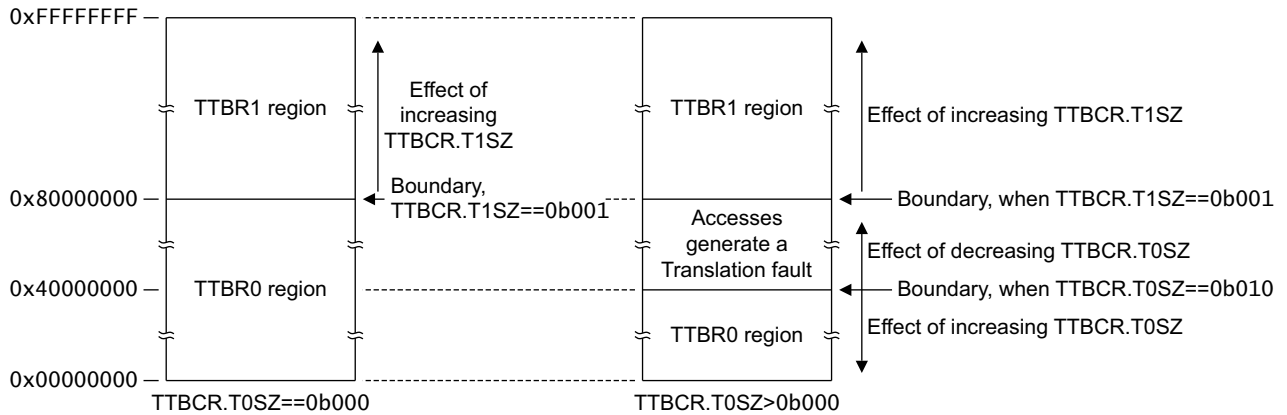 0xFFFFFFFF
Effect of
increasing
TTBCR.T1SZ
TTBR1 region
TTBR1 region
Effect of increasing TTBCR.T1SZ
0x80000000
Boundary,
TTBCR.T1SZ==0b001
Boundary, when TTBCR.T1SZ==0b001
Accesses
generate a
Translation fault
Effect of decreasing TTBCR.T0SZ
0x40000000
TTBR0 region
Boundary, when TTBCR.T0SZ==0b010
TTBR0 region
Effect of increasing TTBCR.T0SZ
0x00000000
TTBCR.T0SZ==0b000
TTBCR.T0SZ>0b000